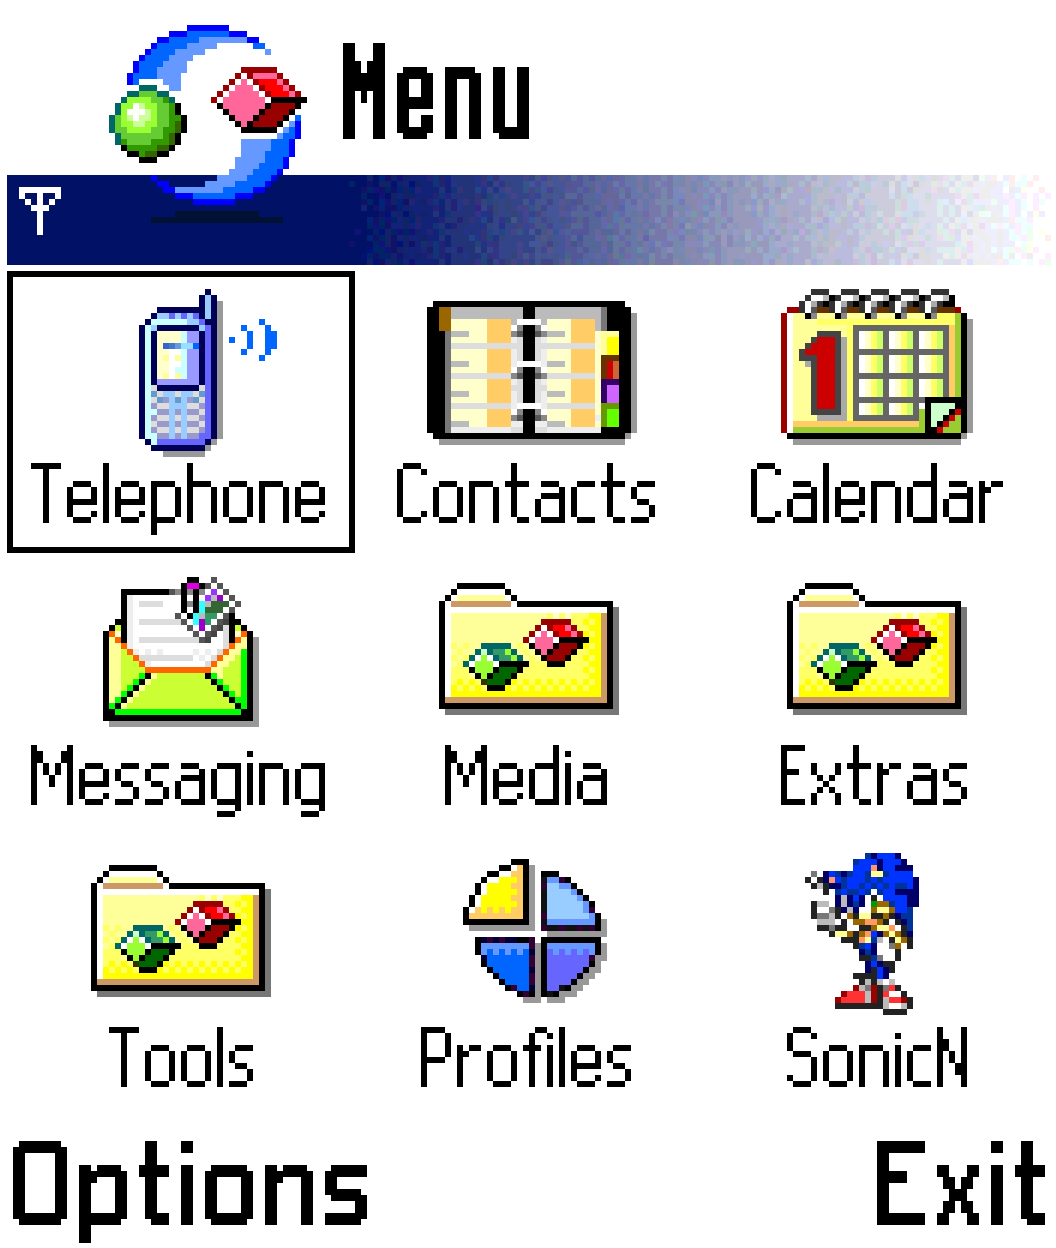 Menu
Telephone Contacts Calendar
Messaging Media Extras
Tools Profiles SonicN
Options Exit